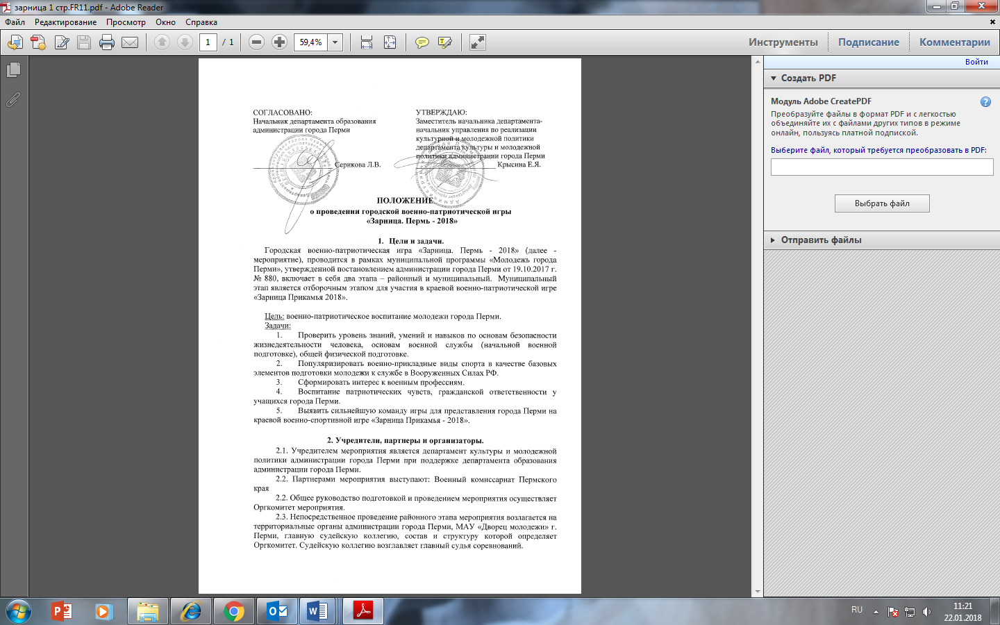 зарница 1 стр.FR11.pdf - Adobe Reader
Файл Редактирование Просмотр Окно Справка
1 / 1 59,4% Инструменты Подписание Комментарии
Войти
Создать PDF
Модуль Adobe CreatePDF
Преобразуйте файлы в формат PDF и с легкостью
объединяйте их с файлами других типов в режиме
онлайн, пользуясь платной подпиской.
Выберите файл, который требуется преобразовать в PDF:
Выбрать файл
Отправить файлы
СОГЛАСОВАНО:
Начальник департамента образования
администрации города Перми
Серикова Л.В.
УТВЕРЖДАЮ:
Заместитель начальника департамента-
начальник управления по реализации
культурной и молодежной политики
департамента культуры и молодежной
политики администрации города Перми
Крысина Е.Я.
ПОЛОЖЕНИЕ
о проведении городской военно-патриотической игры
«Зарница. Пермь - 2018»
1. Цели и задачи.
Городская военно-патриотическая игра «Зарница. Пермь - 2018» (далее -
мероприятие), проводится в рамках муниципальной программы «Молодежь города
Перми», утвержденной постановлением администрации города Перми от 19.10.2017 г.
№ 880, включает в себя два этапа – районный и муниципальный. Муниципальный
этап является отборочным этапом для участия в краевой военно-патриотической игре
«Зарница Прикамья 2018».
Цель: военно-патриотическое воспитание молодежи города Перми.
Задачи:
1. Проверить уровень знаний, умений и навыков по основам безопасности
жизнедеятельности человека, основам военной службы (начальной военной
подготовке), общей физической подготовке.
2. Популяризировать военно-прикладные виды спорта в качестве базовых
элементов подготовки молодежи к службе в Вооруженных Силах РФ.
3. Сформировать интерес к военным профессиям.
4. Воспитание патриотических чувств, гражданской ответственности у
учащихся города Перми.
5. Выявить сильнейшую команду игры для представления города Перми на
краевой военно-спортивной игре «Зарница Прикамья - 2018».
2. Учредители, партнеры и организаторы.
2.1. Учредителем мероприятия является департамент культуры и молодежной
политики администрации города Перми при поддержке департамента образования
администрации города Перми.
2.2. Партнерами мероприятия выступают: Военный комиссариат Пермского
края
2.2. Общее руководство подготовкой и проведением мероприятия осуществляет
Оргкомитет мероприятия.
2.3. Непосредственное проведение районного этапа мероприятия возлагается на
территориальные органы администрации города Перми, МАУ «Дворец молодежи» г.
Перми, главную судейскую коллегию, состав и структуру которой определяет
Оргкомитет. Судейскую коллегию возглавляет главный судья соревнований.
RU 11:21
22.01.2018